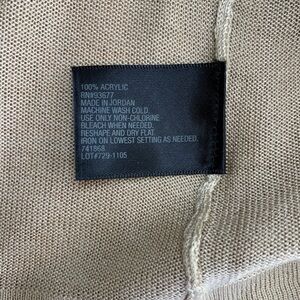 100% ACRYLIC
RN#93677
MADE IN JORDAN
MACHINE WASH COLD.
USE ONLY NON-CHLORINE
BLEACH WHEN NEEDED.
RESHAPE AND DRY FLAT
IRON ON LOWEST SETTING AS NEEDED.
741868
LOT#729-1105